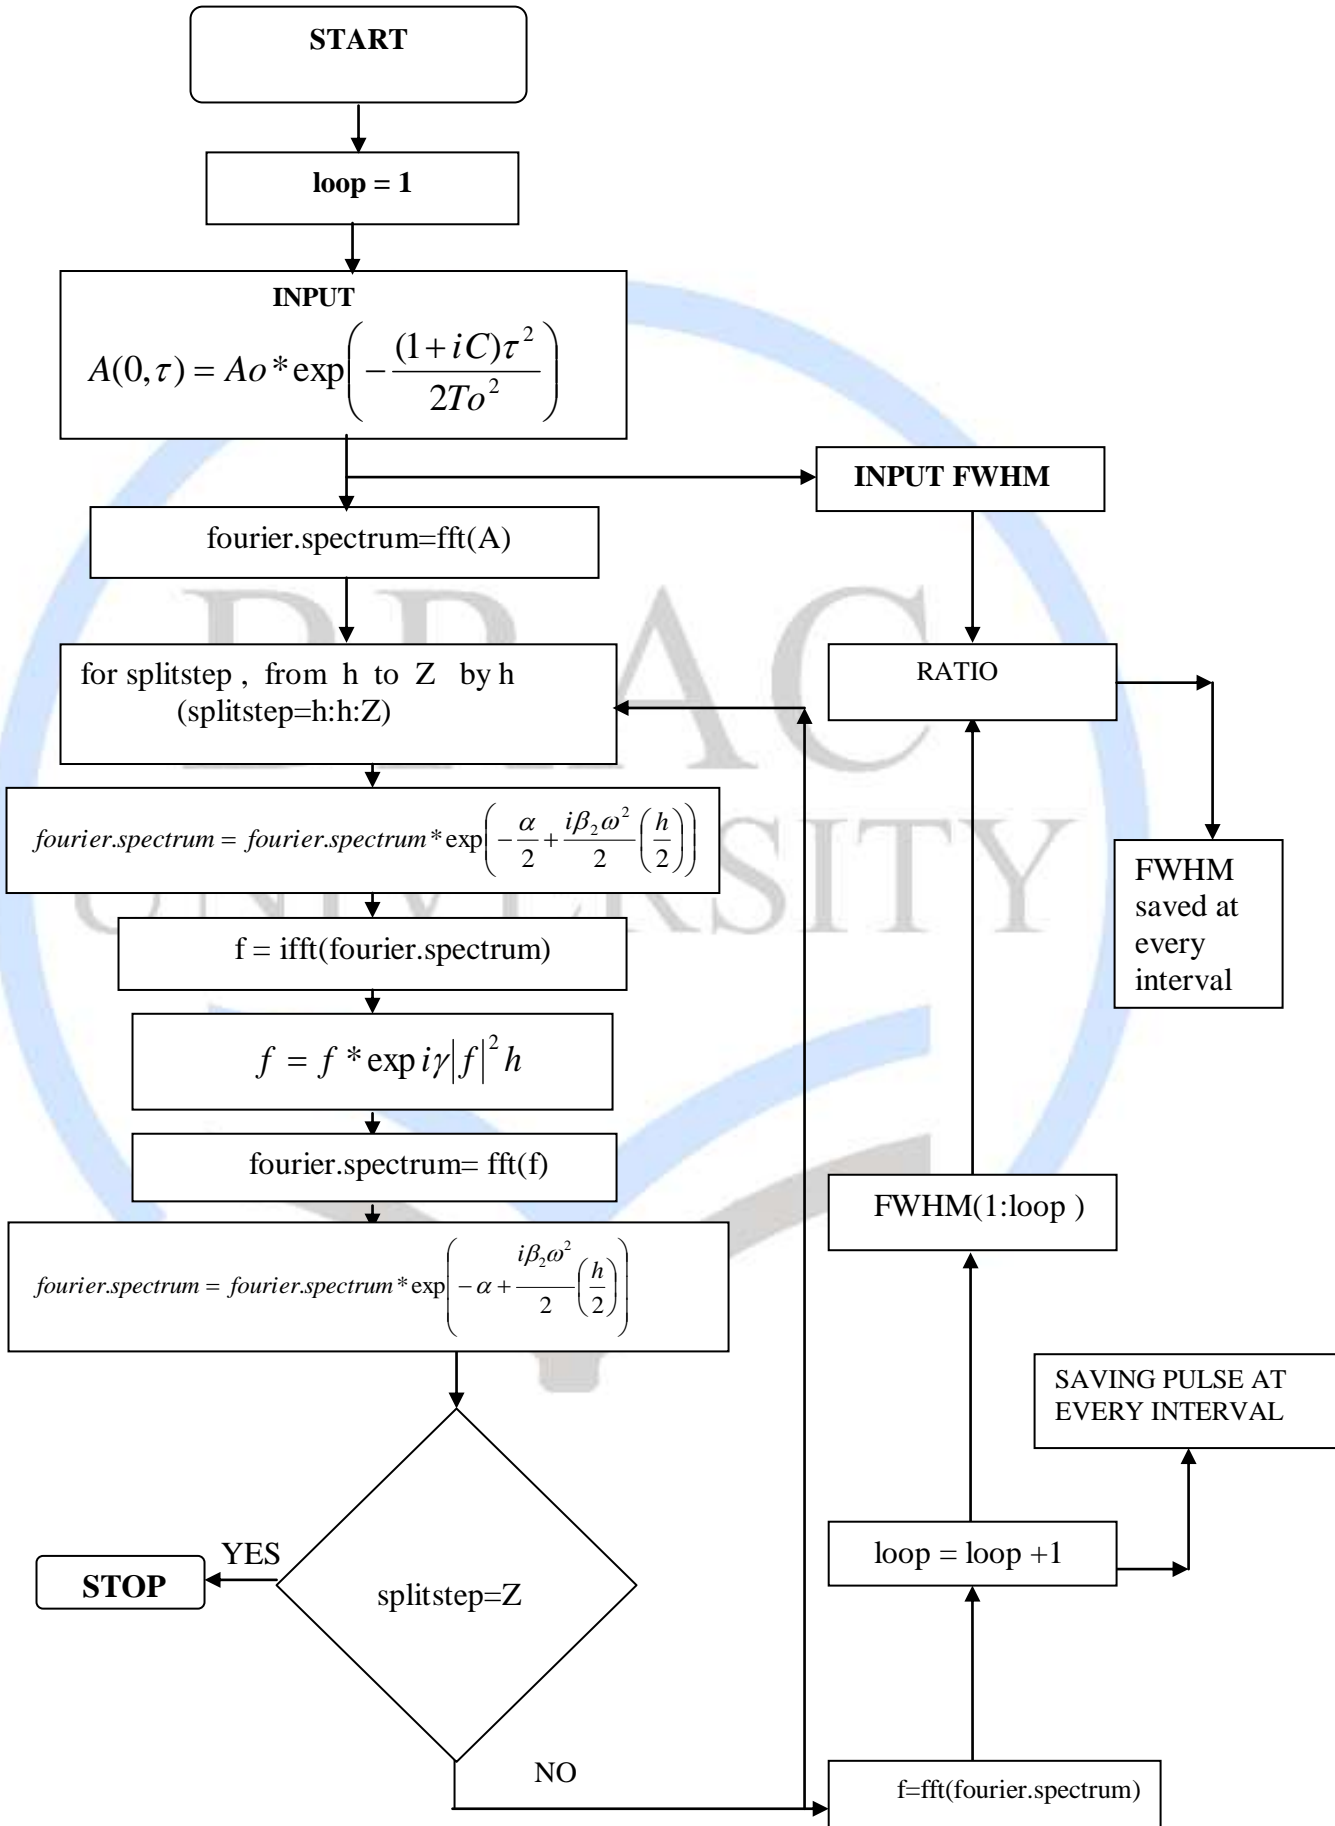 START
loop = 1
INPUT
A(0,τ) = Ao * exp(−(1+iC)τ²/2To²)
INPUT FWHM
fourier.spectrum=fft(A)
for splitstep , from h to Z by h
(splitstep=h:h:Z)
RATIO
fourier.spectrum = fourier.spectrum * exp(−α/2 + iβ₂ω²/2 (h/2))
FWHM
saved at
every
interval
f = ifft(fourier.spectrum)
f = f * exp iγ|f|² h
fourier.spectrum= fft(f)
FWHM(1:loop )
fourier.spectrum = fourier.spectrum * exp(−α + iβ₂ω²/2 (h/2))
SAVING PULSE AT
EVERY INTERVAL
loop = loop +1
YES
STOP
splitstep=Z
NO
f=fft(fourier.spectrum)
BRAC
UNIVERSITY